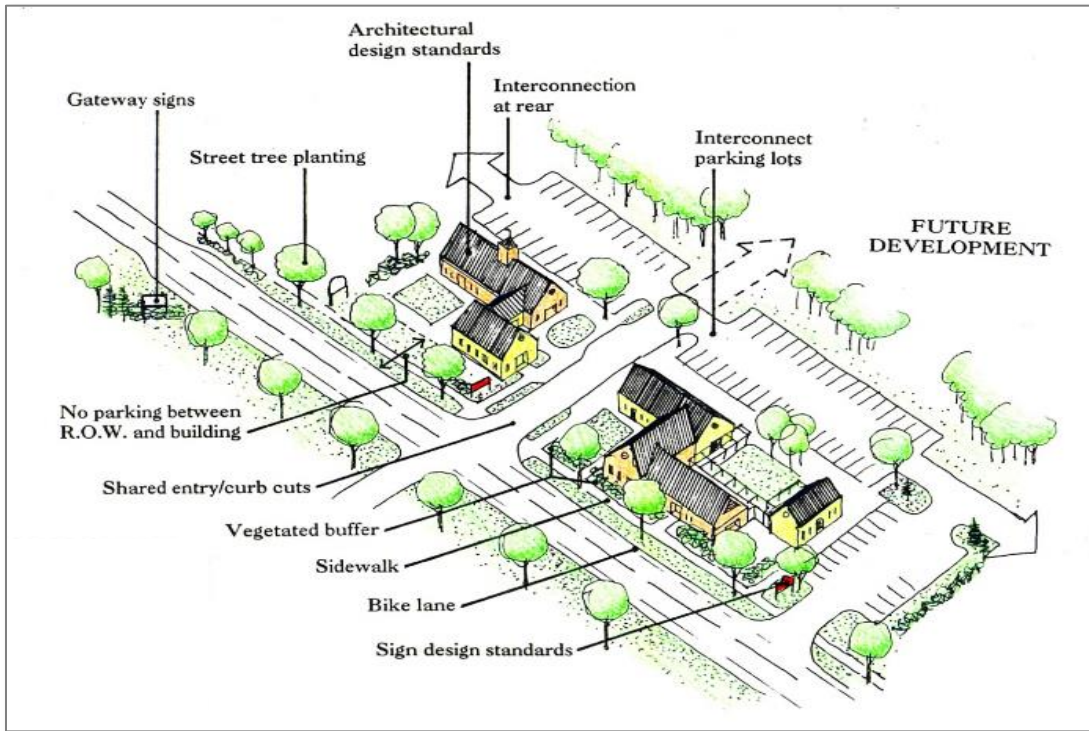 Architectural
design standards
Interconnection
at rear
Gateway signs
Interconnect
parking lots
Street tree planting
FUTURE
DEVELOPMENT
No parking between
R.O.W. and building
Shared entry/curb cuts
Vegetated buffer
Sidewalk
Bike lane
Sign design standards